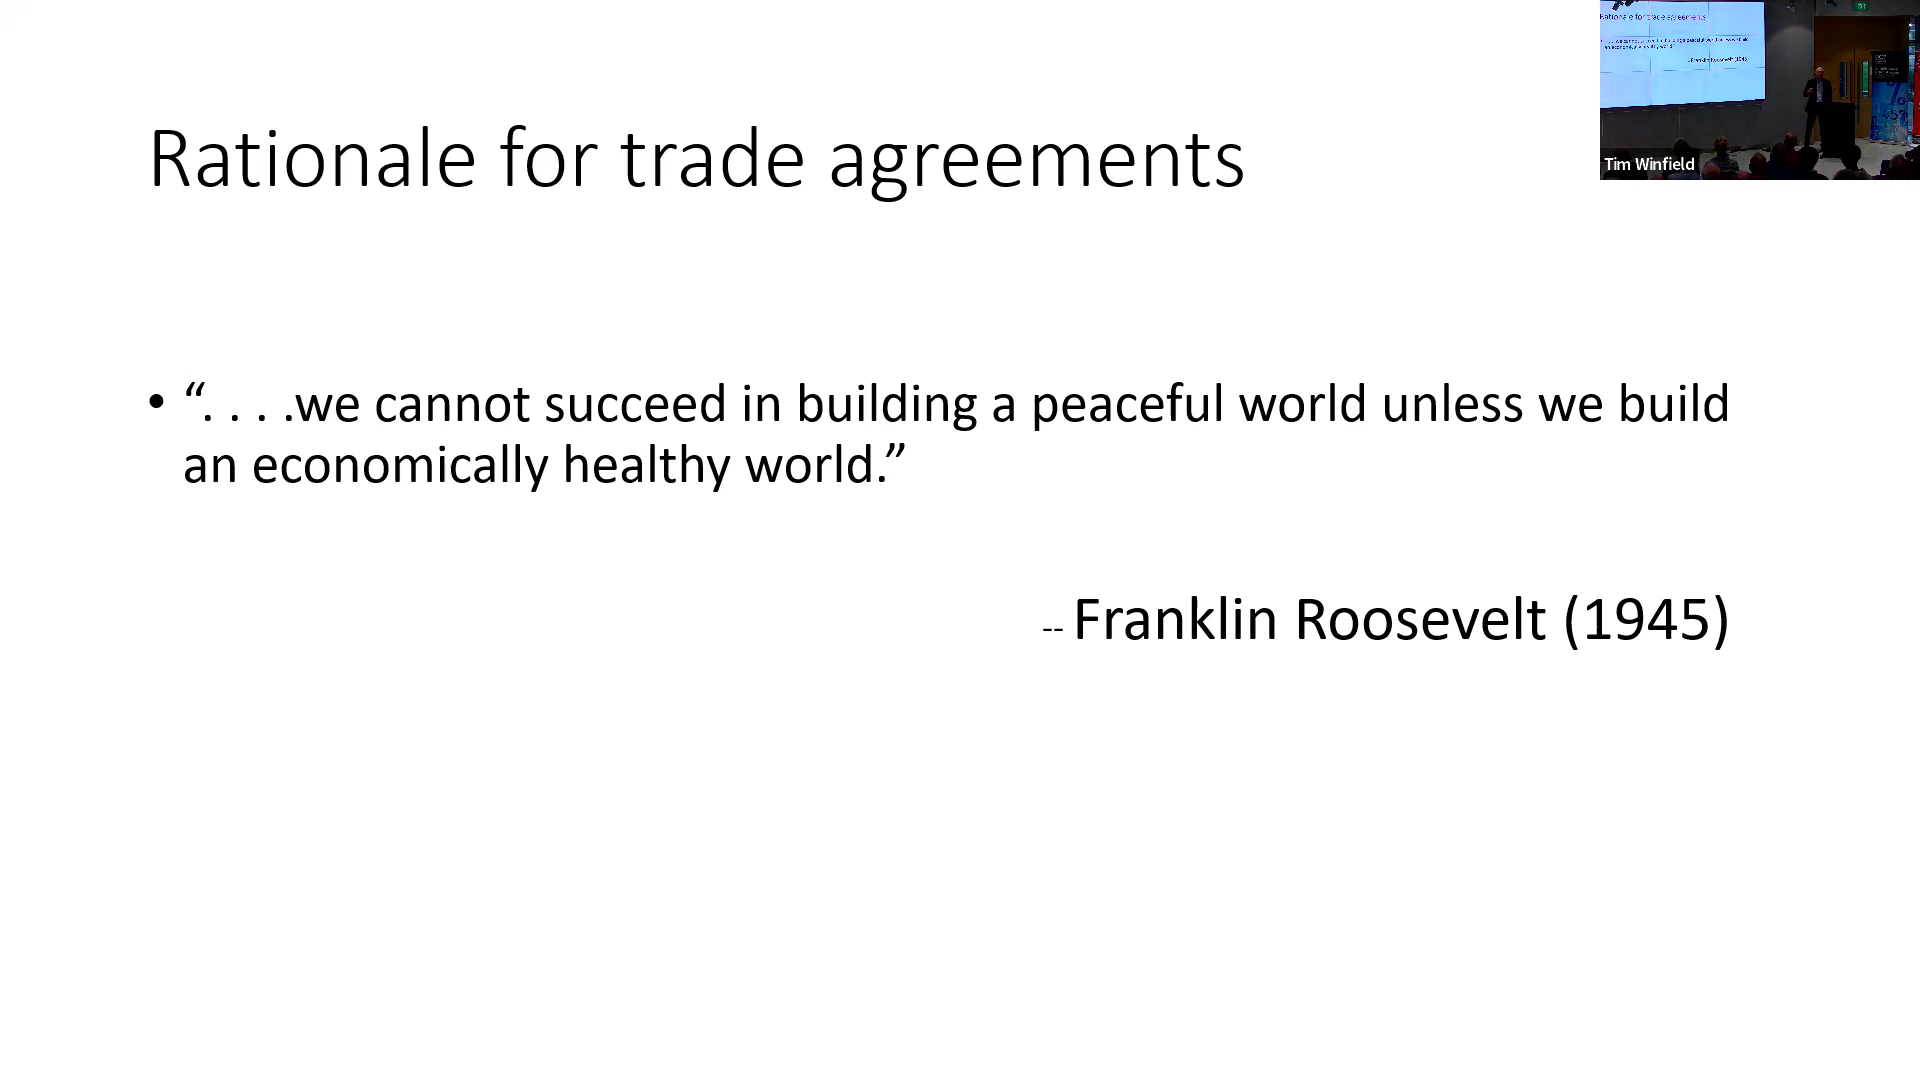 Rationale for trade agreements
• “. . . .we cannot succeed in building a peaceful world unless we build
an economically healthy world.”
-- Franklin Roosevelt (1945)
Tim Winfield